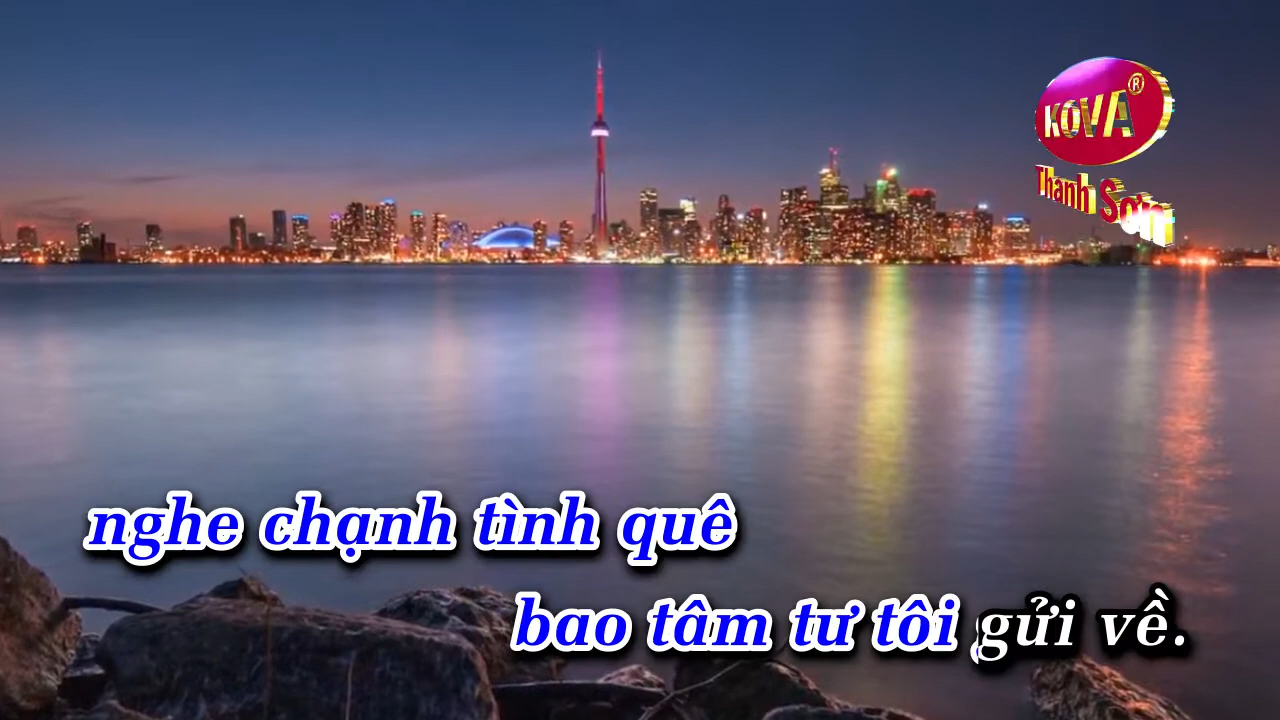 KOVA®
Thanh Sơn
nghe chạnh tình quê
bao tâm tư tôi gửi về.